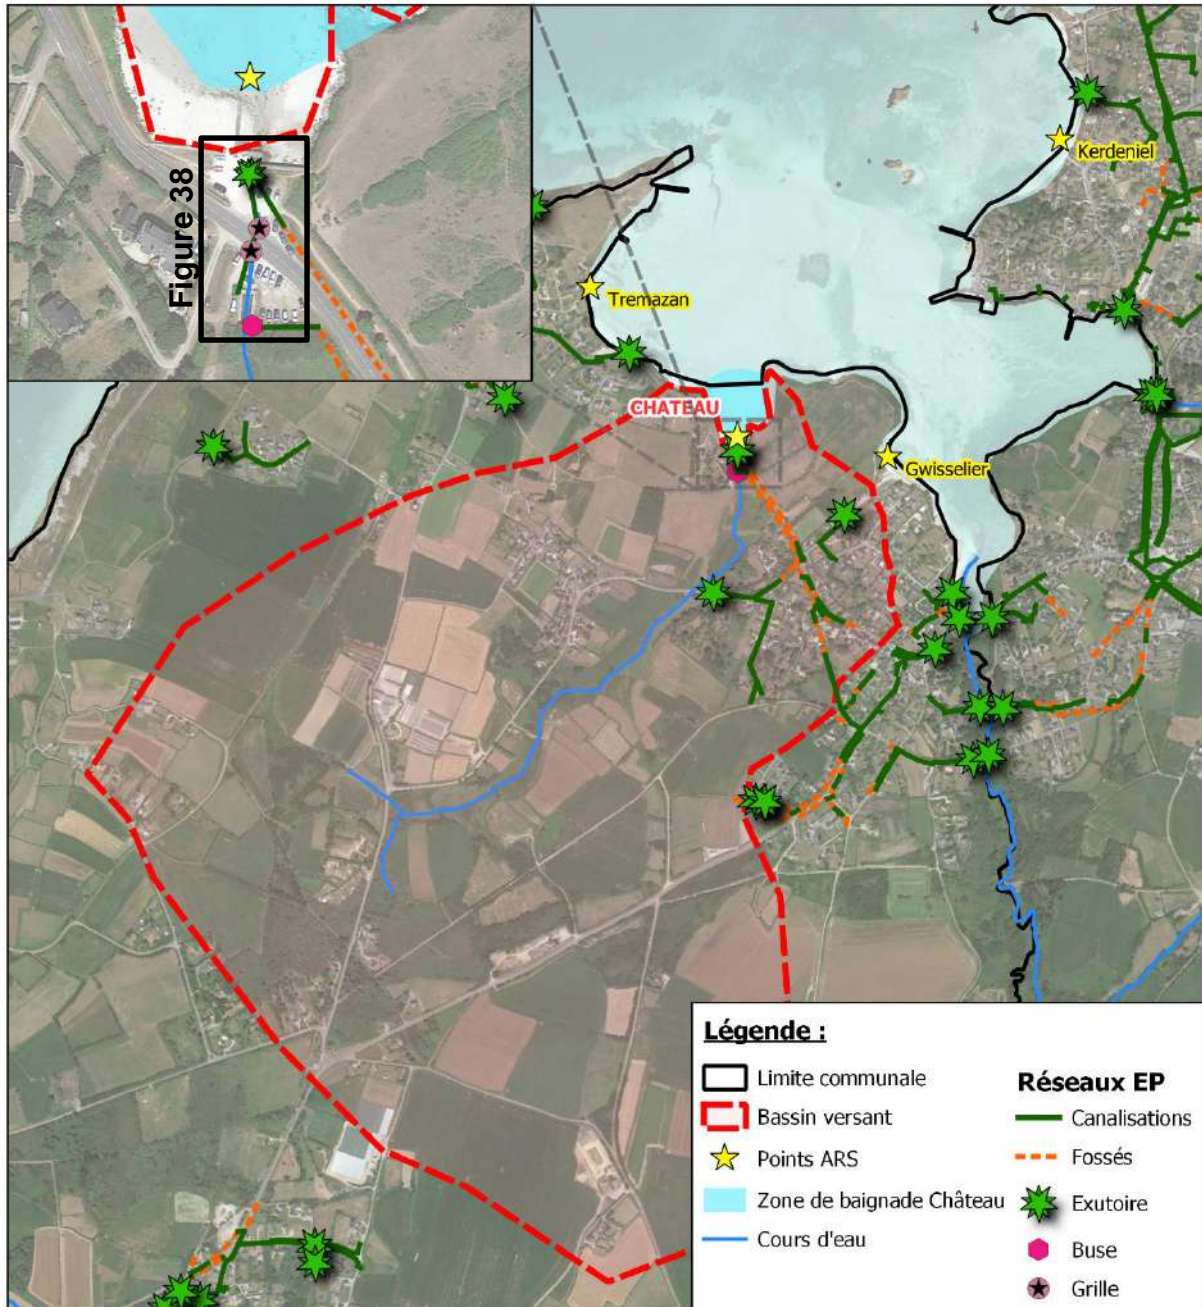 Figure 38
Kerdeniel
Tremazan
CHATEAU
Gwisselier
Légende :
Limite communale
Bassin versant
Points ARS
Zone de baignade Château
Cours d'eau
Réseaux EP
Canalisations
Fossés
Exutoire
Buse
Grille